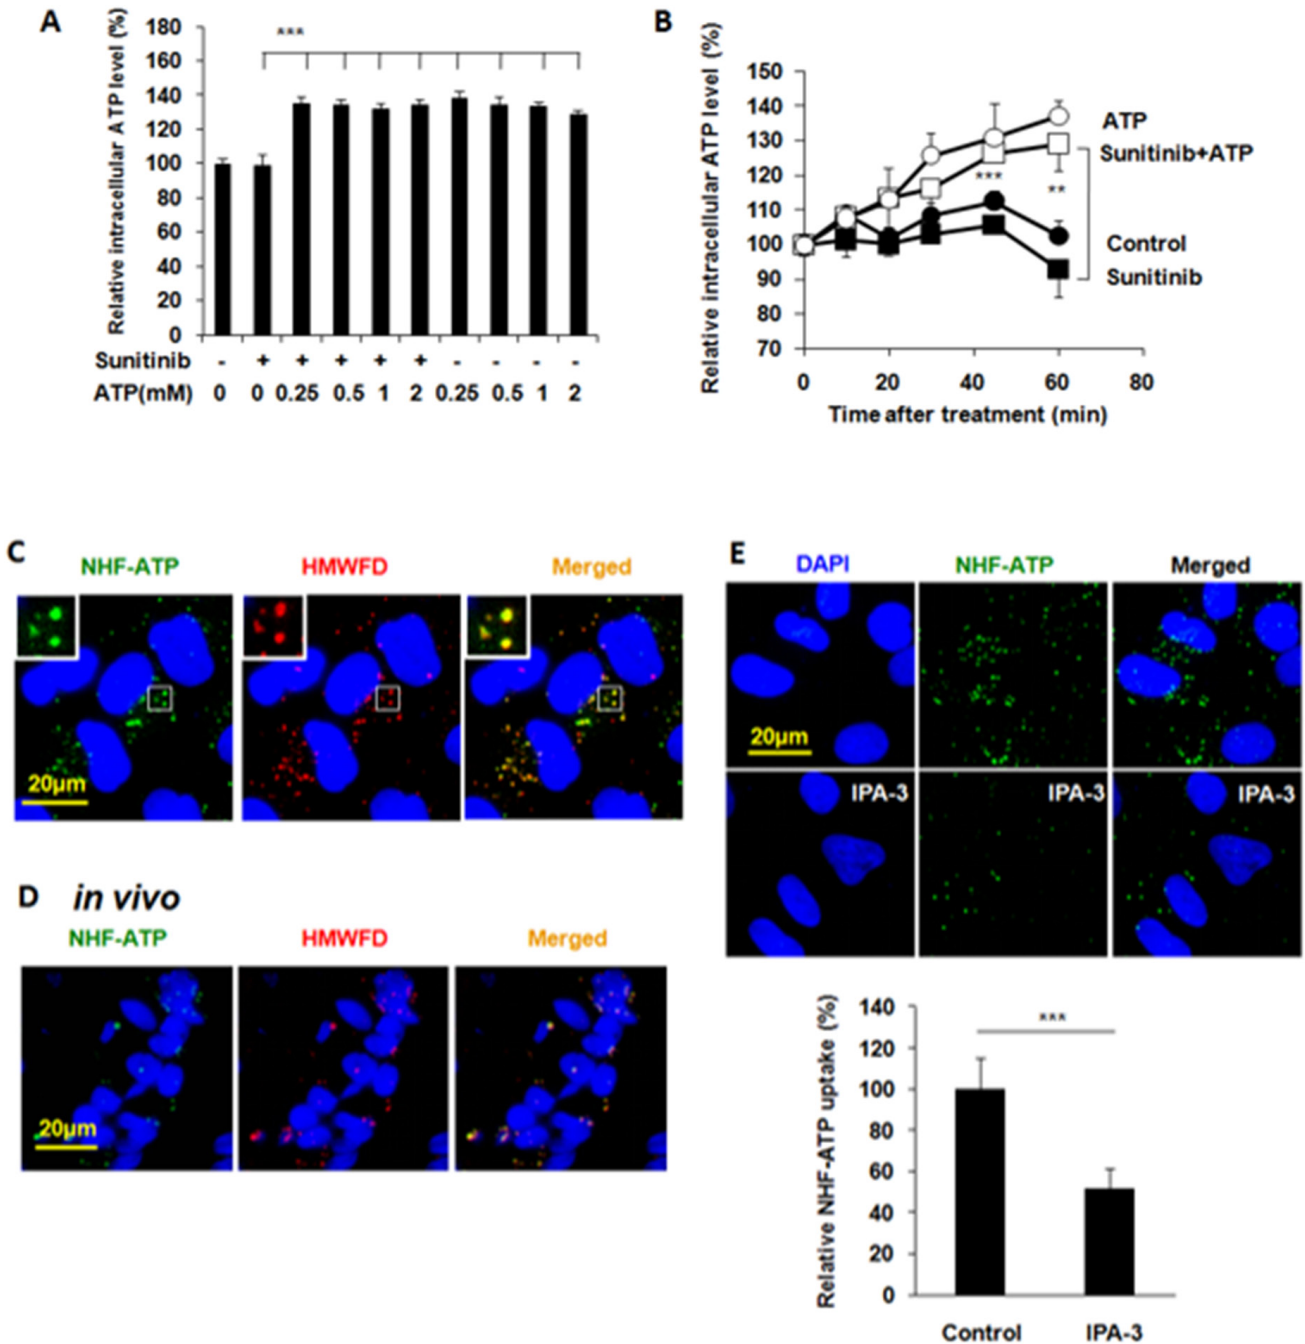 A
Relative intracellular ATP level (%)
180
160
140
120
100
80
60
40
20
0
***
Sunitinib - + + + + + - - - -
ATP(mM) 0 0 0.25 0.5 1 2 0.25 0.5 1 2
B
Relative intracellular ATP level (%)
150
140
130
120
110
100
90
80
70
0 20 40 60 80
Time after treatment (min)
ATP
Sunitinib+ATP
***
**
Control
Sunitinib
C
NHF-ATP HMWFD Merged
20µm
D in vivo
NHF-ATP HMWFD Merged
20µm
E
DAPI NHF-ATP Merged
20µm
IPA-3 IPA-3 IPA-3
Relative NHF-ATP uptake (%)
140
120
100
80
60
40
20
0
***
Control IPA-3